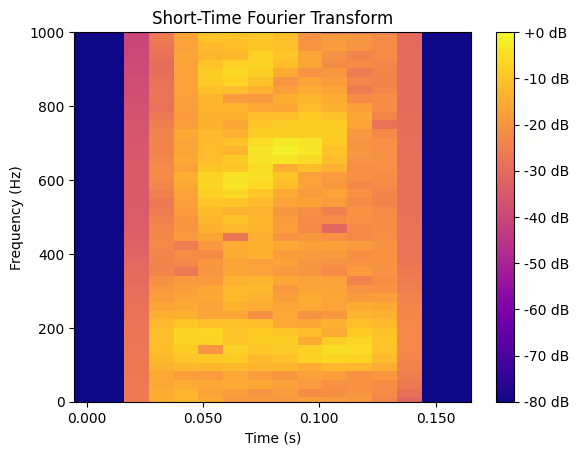 Short-Time Fourier Transform
1000
800
600
400
200
0
Frequency (Hz)
0.000
0.050
0.100
0.150
Time (s)
+0 dB
-10 dB
-20 dB
-30 dB
-40 dB
-50 dB
-60 dB
-70 dB
-80 dB